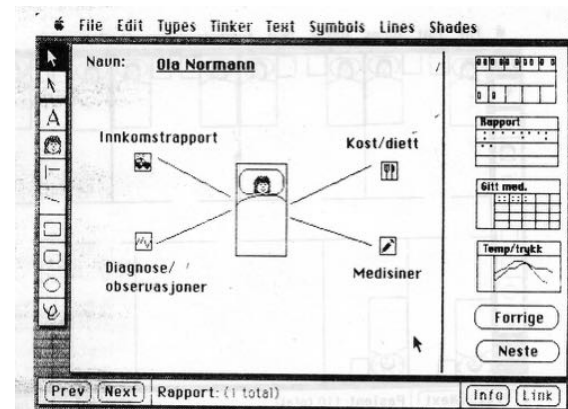 File Edit Types Tinker Text Symbols Lines Shades
Navn: Ola Normann
Innkomstrapport
Kost/diett
Diagnose/
observasjoner
Medisiner
A
Rapport
Gitt med.
Temp/trykk
Forrige
Neste
Prev Next Rapport: (1 total) Info Link